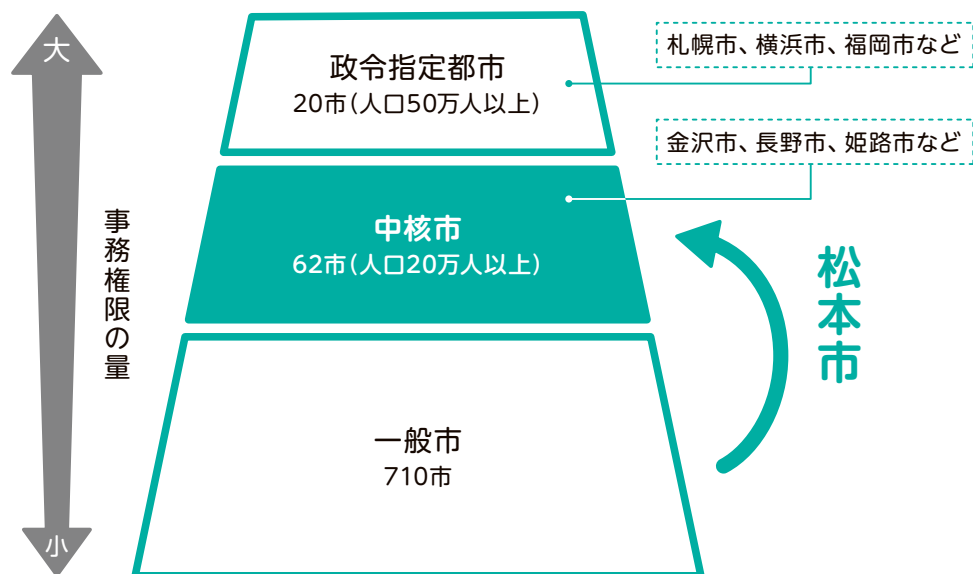 大
事務権限の量
小
政令指定都市
20市（人口50万人以上）
札幌市、横浜市、福岡市など
中核市
62市（人口20万人以上）
金沢市、長野市、姫路市など
松本市
一般市
710市